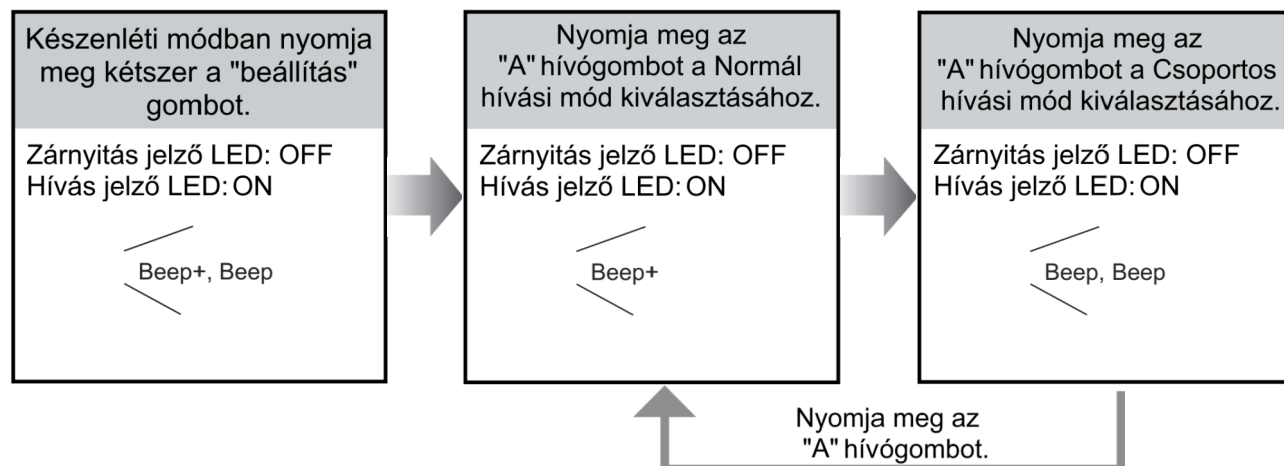 Készenléti módban nyomja
meg kétszer a "beállítás"
gombot.
Zárnyitás jelző LED: OFF
Hívás jelző LED: ON
Beep+, Beep
Nyomja meg az
"A" hívógombot a Normál
hívási mód kiválasztásához.
Zárnyitás jelző LED: OFF
Hívás jelző LED: ON
Beep+
Nyomja meg az
"A" hívógombot a Csoportos
hívási mód kiválasztásához.
Zárnyitás jelző LED: OFF
Hívás jelző LED: ON
Beep, Beep
Nyomja meg az
"A" hívógombot.